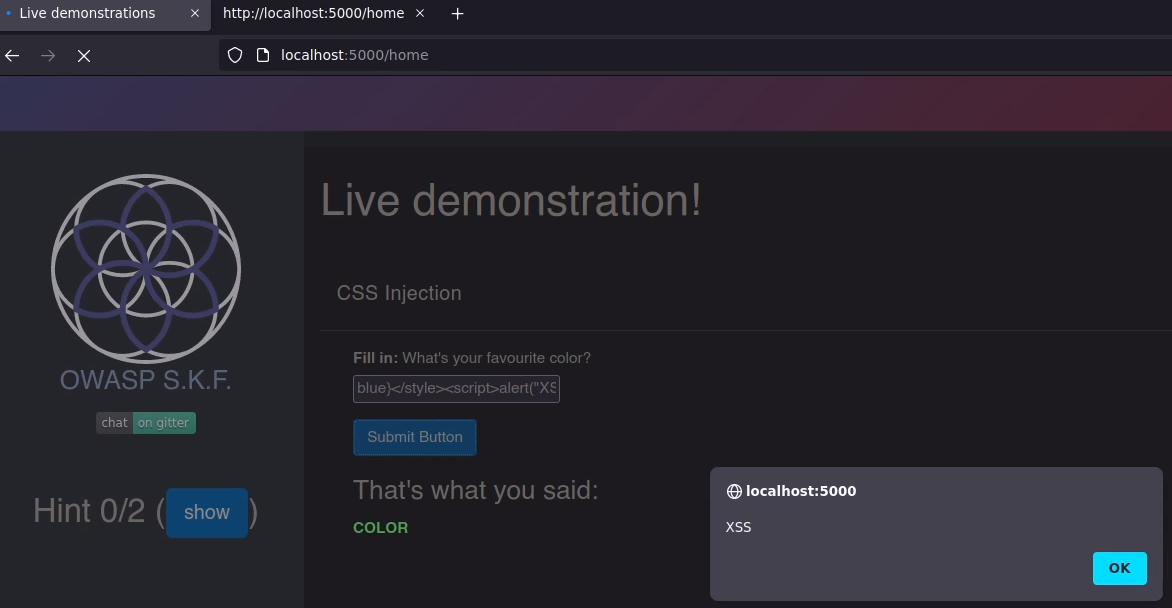 Live demonstrations
http://localhost:5000/home
localhost:5000/home
Live demonstration!
CSS Injection
Fill in: What's your favourite color?
blue}</style><script>alert("XS
Submit Button
That's what you said:
COLOR
OWASP S.K.F.
chat on gitter
Hint 0/2 (show)
localhost:5000
XSS
OK